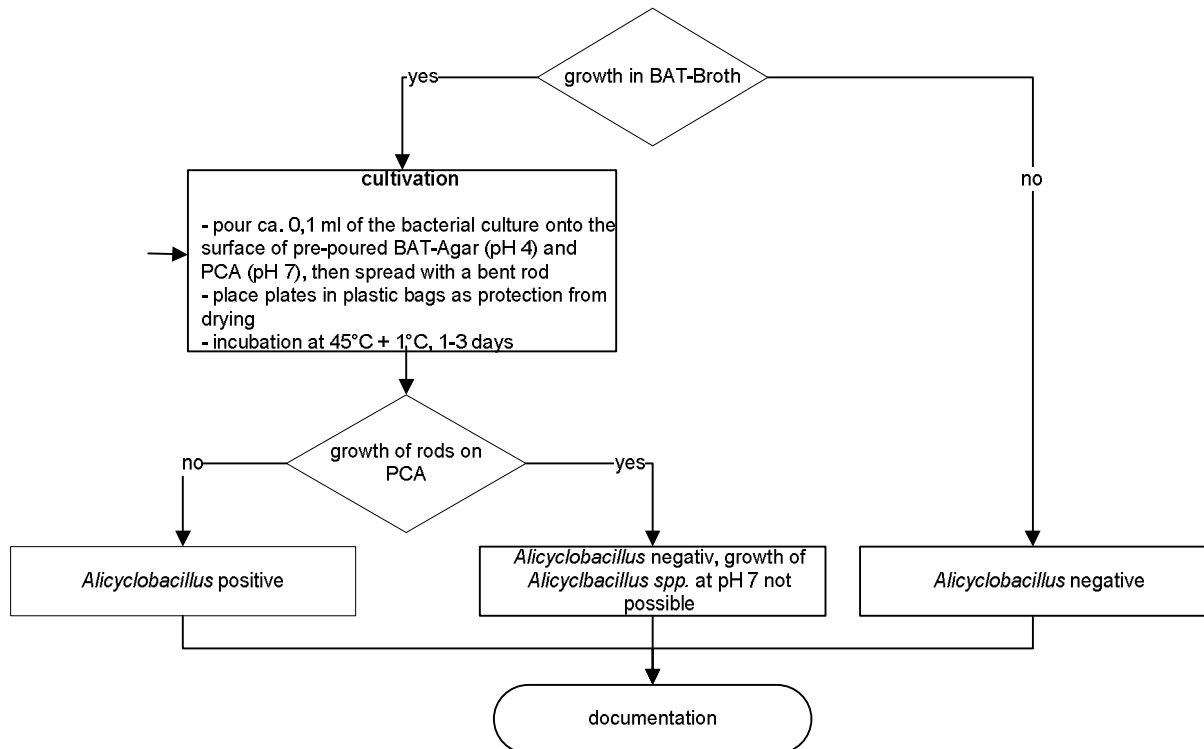 growth in BAT-Broth
yes
no
cultivation
- pour ca. 0,1 ml of the bacterial culture onto the
surface of pre-poured BAT-Agar (pH 4) and
PCA (pH 7), then spread with a bent rod
- place plates in plastic bags as protection from
drying
- incubation at 45°C + 1°C, 1-3 days
growth of rods on
PCA
no
yes
Alicyclobacillus positive
Alicyclobacillus negativ, growth of
Alicyclbacillus spp. at pH 7 not
possible
Alicyclobacillus negative
documentation